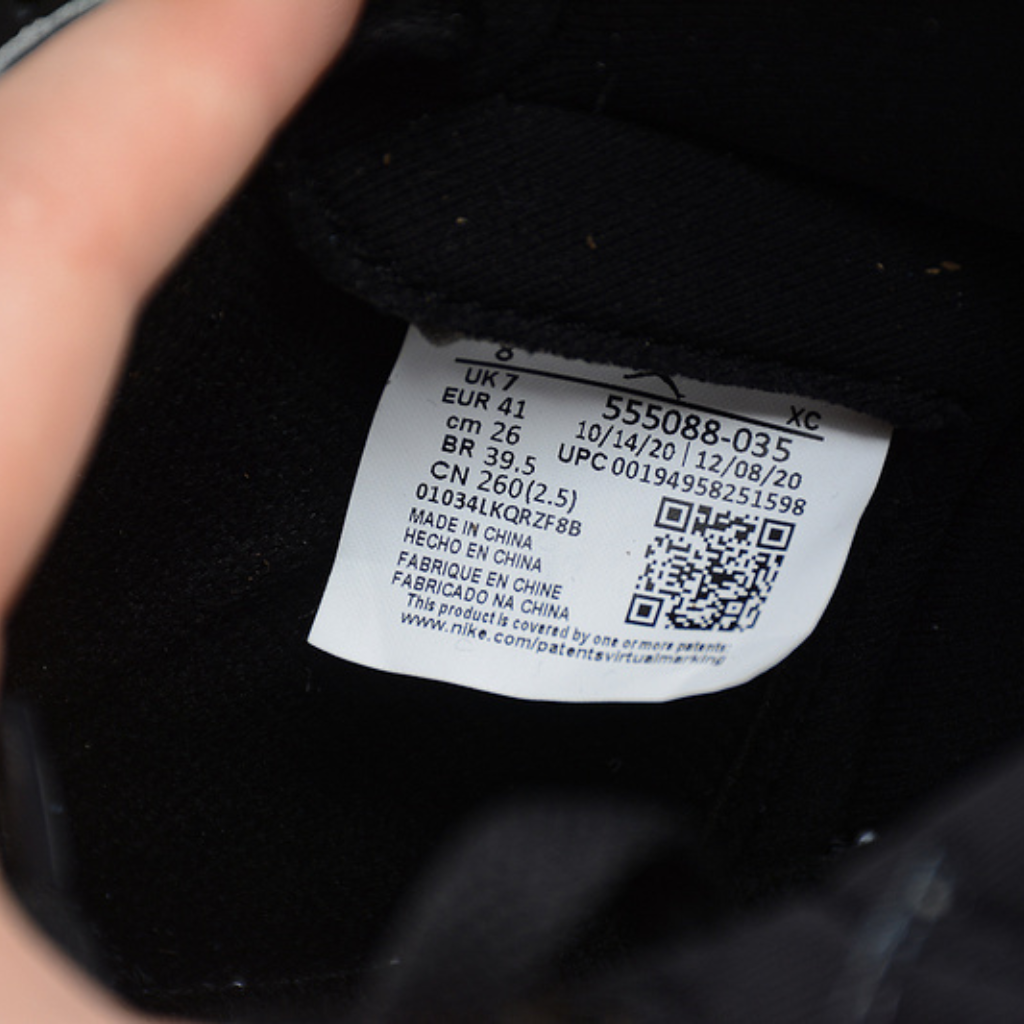 8
UK 7
EUR 41
cm 26
BR 39.5
CN 260(2.5)
01034LKQRZF8B
MADE IN CHINA
HECHO EN CHINA
FABRIQUE EN CHINE
FABRICADO NA CHINA
This product is covered by one or more patents:
www.nike.com/patentsvirtualmarking
XC
555088-035
10/14/20 | 12/08/20
UPC 00194958251598